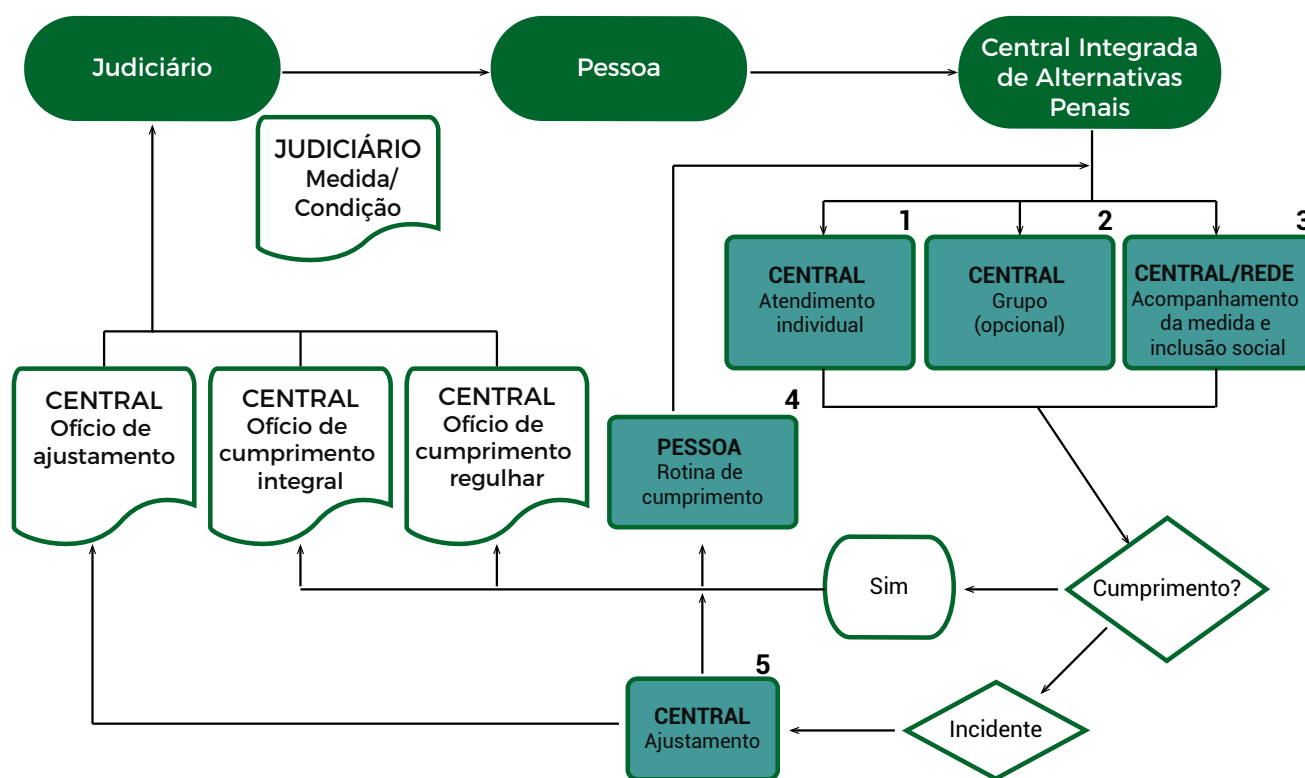 Judiciário
Pessoa
Central Integrada
de Alternativas
Penais
JUDICIÁRIO
Medida/
Condição
1
CENTRAL
Atendimento
individual
2
CENTRAL
Grupo
(opcional)
3
CENTRAL/REDE
Acompanhamento
da medida e
inclusão social
CENTRAL
Ofício de
ajustamento
CENTRAL
Ofício de
cumprimento
integral
CENTRAL
Ofício de
cumprimento
regulhar
4
PESSOA
Rotina de
cumprimento
Sim
Cumprimento?
5
CENTRAL
Ajustamento
Incidente